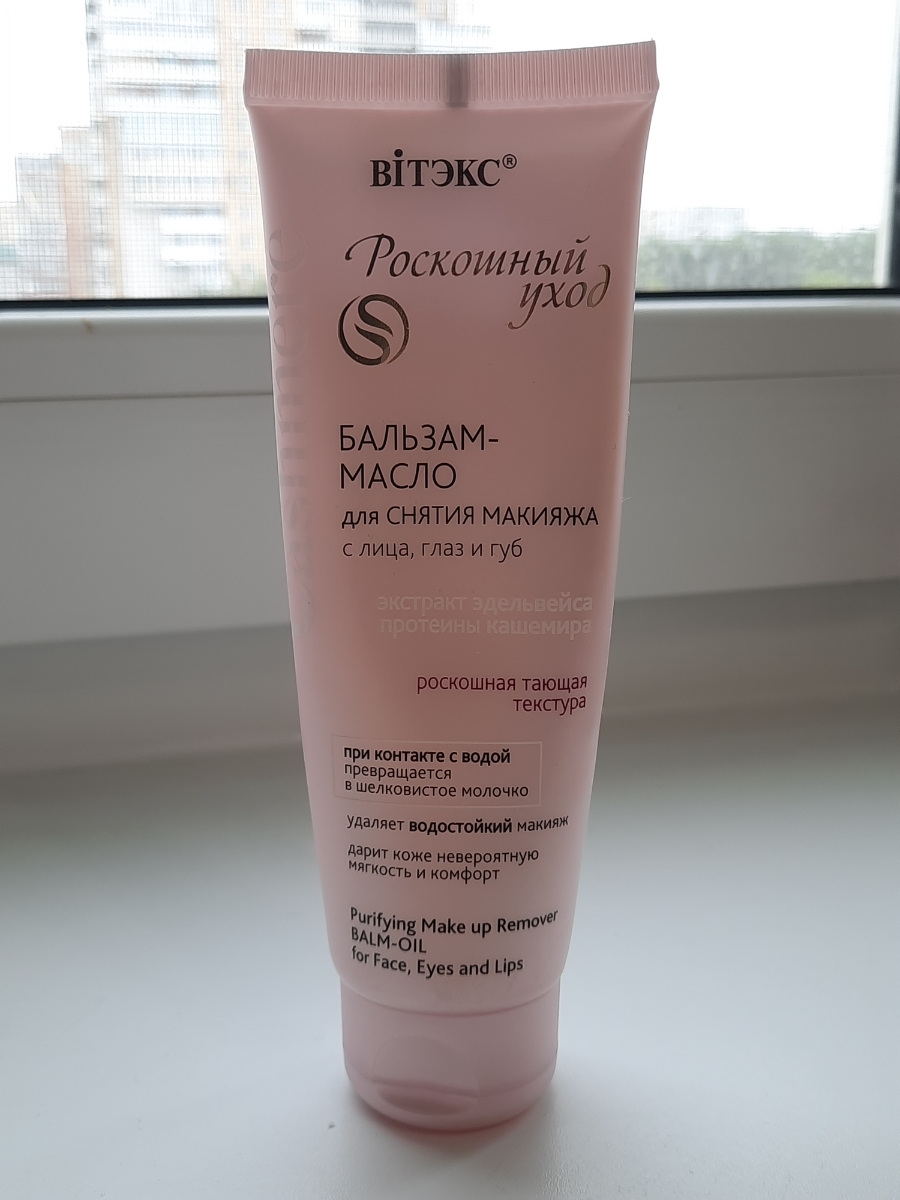 ВІТЭКС®
Роскошный
уход
БАЛЬЗАМ-
МАСЛО
для СНЯТИЯ МАКИЯЖА
с лица, глаз и губ
экстракт эдельвейса
протеины кашемира
роскошная тающая
текстура
при контакте с водой
превращается
в шелковистое молочко
удаляет водостойкий макияж
дарит коже невероятную
мягкость и комфорт
Purifying Make up Remover
BALM-OIL
for Face, Eyes and Lips
cashmere